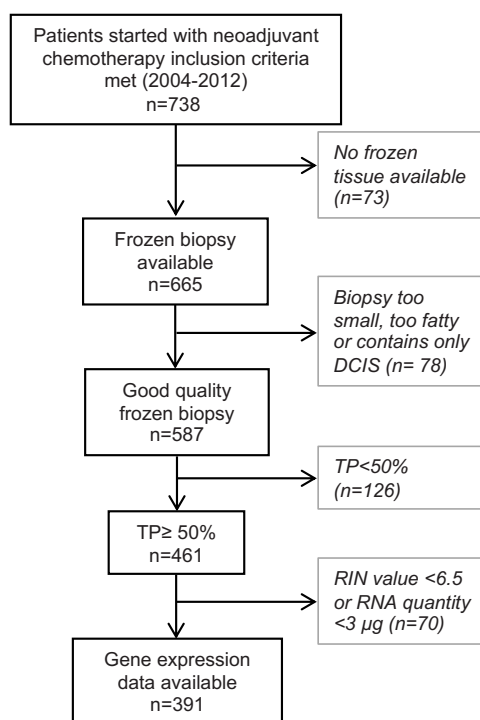 Patients started with neoadjuvant
chemotherapy inclusion criteria
met (2004-2012)
n=738
No frozen
tissue available
(n=73)
Frozen biopsy
available
n=665
Biopsy too
small, too fatty
or contains only
DCIS (n= 78)
Good quality
frozen biopsy
n=587
TP<50%
(n=126)
TP≥ 50%
n=461
RIN value <6.5
or RNA quantity
<3 µg (n=70)
Gene expression
data available
n=391